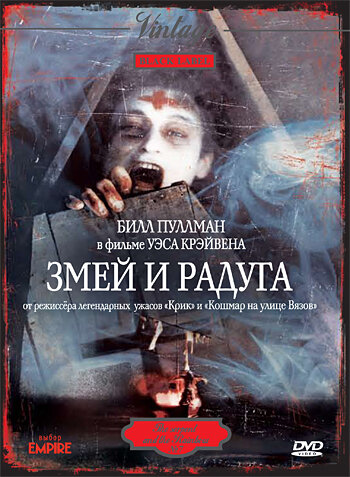 Vintage
БИЛЛ ПУЛЛМАН
В ФИЛЬМЕ УЭСА КРЭЙВЕНА
ЗМЕЙ И РАДУГА
от режиссёра легендарных ужасов «Крик» и «Кошмар на улице Вязов»
выбор
EMPIRE
DVD
VIDEO